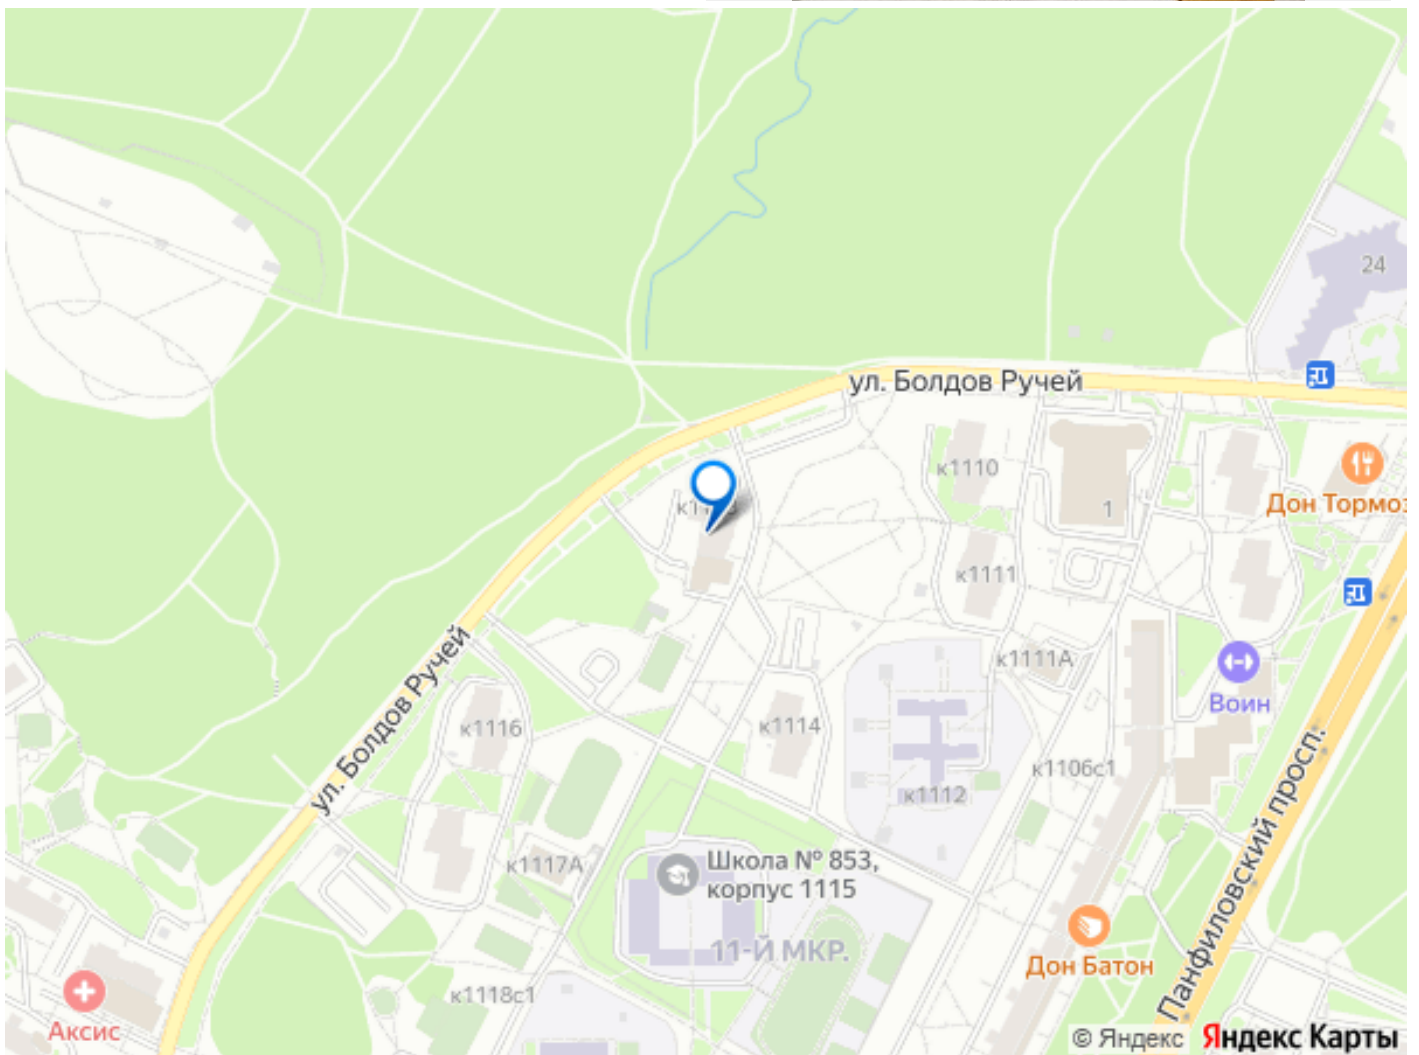 24
ул. Болдов Ручей
к1110
1
Дон Тормоз
к1111
к1111А
Воин
ул. Болдов Ручей
к1116
к1114
к1106с1
к1112
Школа № 853,
корпус 1115
к1117А
11-Й МКР.
Дон Батон
Панфиловский просп.
к1118с1
Аксис
© Яндекс Яндекс Карты